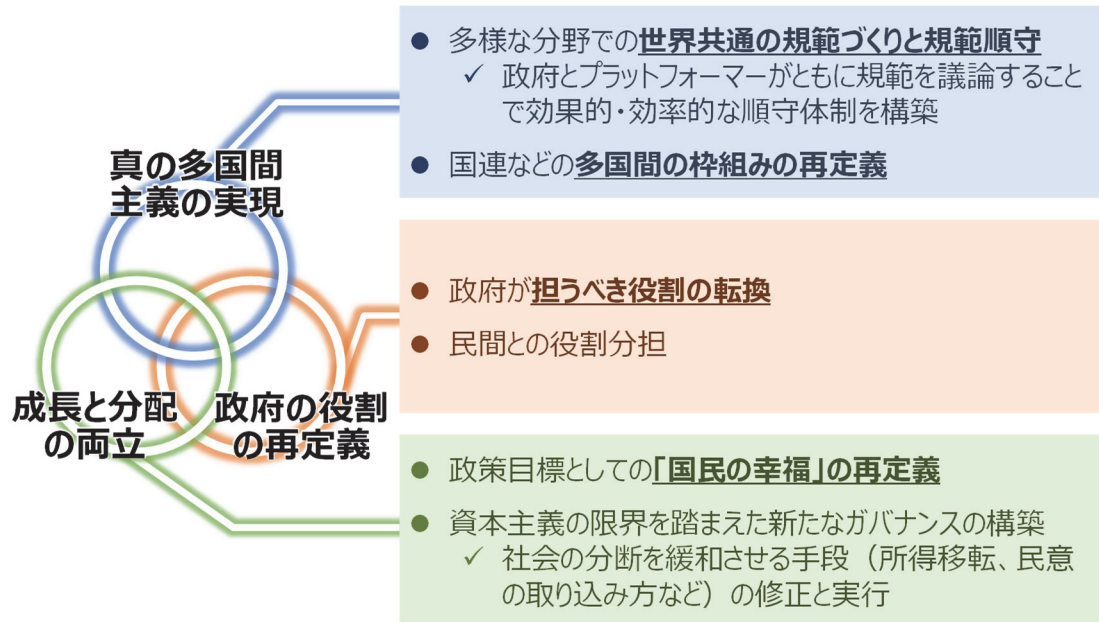 真の多国間
主義の実現
成長と分配
の両立
政府の役割
の再定義
● 多様な分野での世界共通の規範づくりと規範順守
✓ 政府とプラットフォーマーがともに規範を議論すること
で効果的・効率的な順守体制を構築
● 国連などの多国間の枠組みの再定義
● 政府が担うべき役割の転換
● 民間との役割分担
● 政策目標としての「国民の幸福」の再定義
● 資本主義の限界を踏まえた新たなガバナンスの構築
✓ 社会の分断を緩和させる手段（所得移転、民意
の取り込み方など）の修正と実行